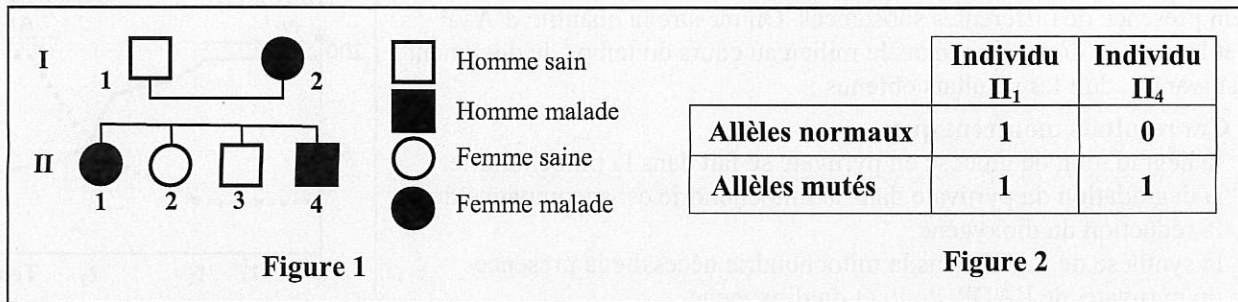 I
1
2
II
1
2
3
4
Homme sain
Homme malade
Femme saine
Femme malade
Figure 1
Individu II₁
Individu II₄
Allèles normaux 1 0
Allèles mutés 1 1
Figure 2